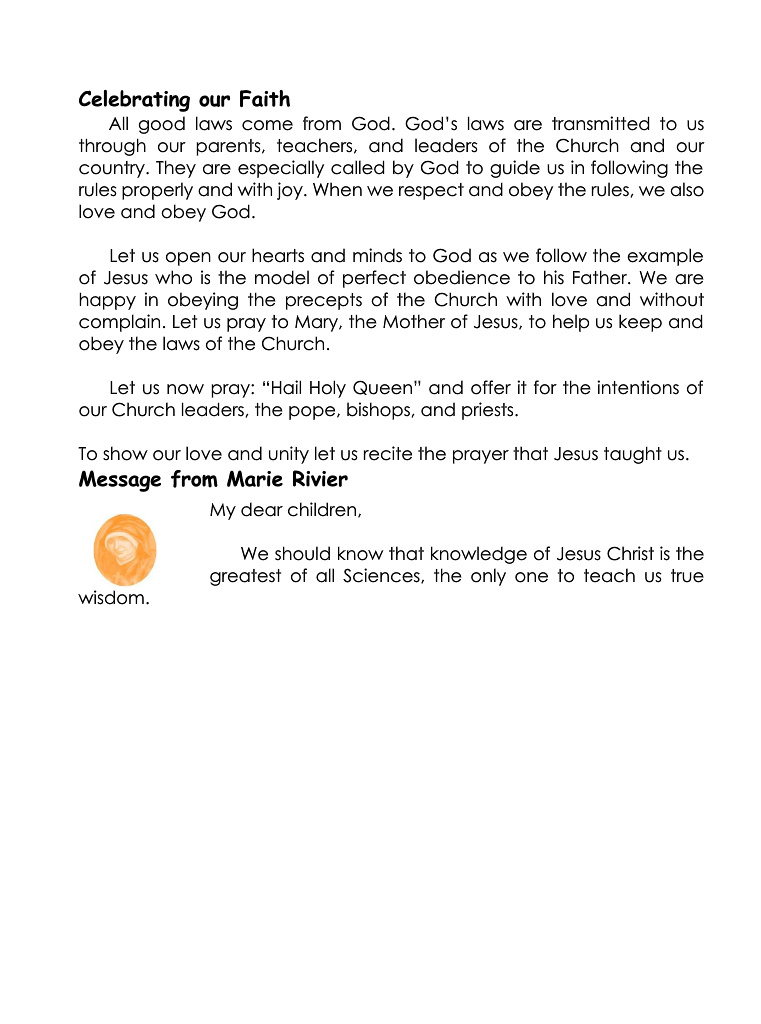 Celebrating our Faith
All good laws come from God. God’s laws are transmitted to us
through our parents, teachers, and leaders of the Church and our
country. They are especially called by God to guide us in following the
rules properly and with joy. When we respect and obey the rules, we also
love and obey God.
Let us open our hearts and minds to God as we follow the example
of Jesus who is the model of perfect obedience to his Father. We are
happy in obeying the precepts of the Church with love and without
complain. Let us pray to Mary, the Mother of Jesus, to help us keep and
obey the laws of the Church.
Let us now pray: “Hail Holy Queen” and offer it for the intentions of
our Church leaders, the pope, bishops, and priests.
To show our love and unity let us recite the prayer that Jesus taught us.
Message from Marie Rivier
My dear children,
We should know that knowledge of Jesus Christ is the
greatest of all Sciences, the only one to teach us true
wisdom.